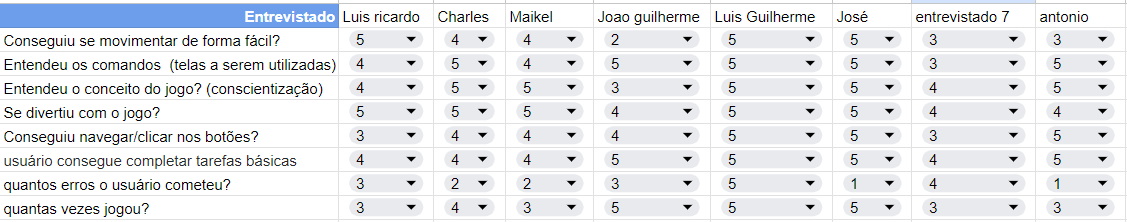 Entrevistado Luis ricardo Charles Maikel Joao guilherme Luis Guilherme José entrevistado 7 antonio
Conseguiu se movimentar de forma fácil? 5 4 4 2 5 5 3 3
Entendeu os comandos (telas a serem utilizadas) 4 5 4 5 5 5 3 5
Entendeu o conceito do jogo? (conscientização) 4 5 5 3 5 5 4 5
Se divertiu com o jogo? 5 5 5 4 5 5 4 4
Conseguiu navegar/clicar nos botões? 3 4 4 4 5 5 3 5
usuário consegue completar tarefas básicas 4 4 4 5 5 5 4 5
quantos erros o usuário cometeu? 3 2 2 3 5 1 4 1
quantas vezes jogou? 3 4 3 5 5 5 3 3